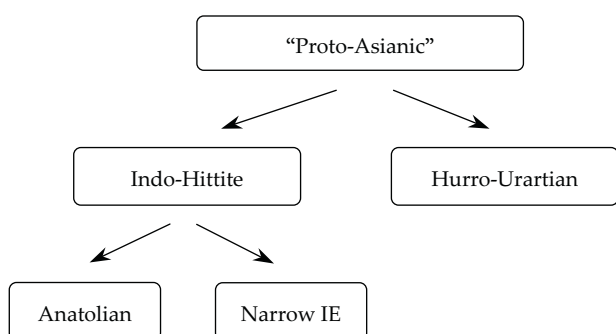 “Proto-Asianic”
Indo-Hittite
Hurro-Urartian
Anatolian
Narrow IE